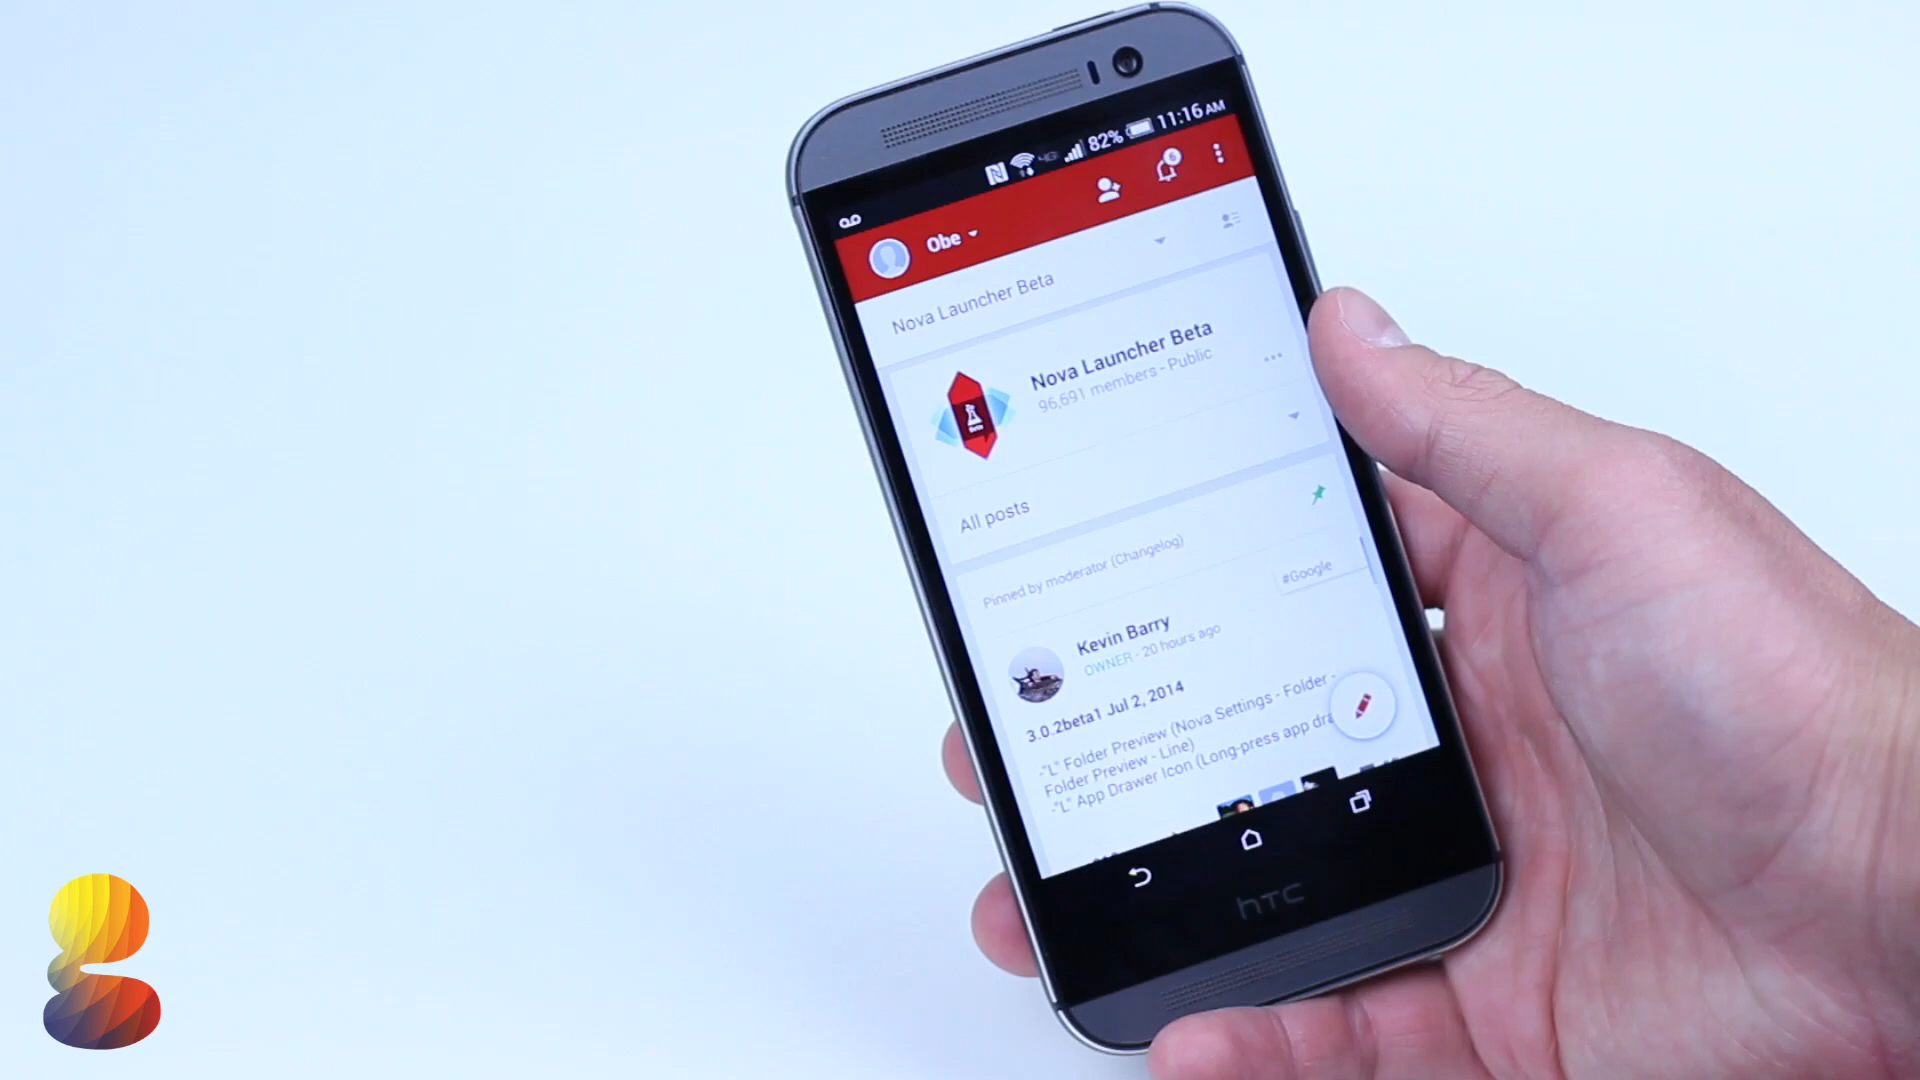 82% 11:16 AM
6
Obe
Nova Launcher Beta
Nova Launcher Beta
96,691 members - Public
Beta
All posts
Pinned by moderator (Changelog)
#Google
Kevin Barry
OWNER - 20 hours ago
3.0.2beta1 Jul 2, 2014
-"L" Folder Preview (Nova Settings - Folder -
Folder Preview - Line)
-"L" App Drawer Icon (Long-press app
hTC
g